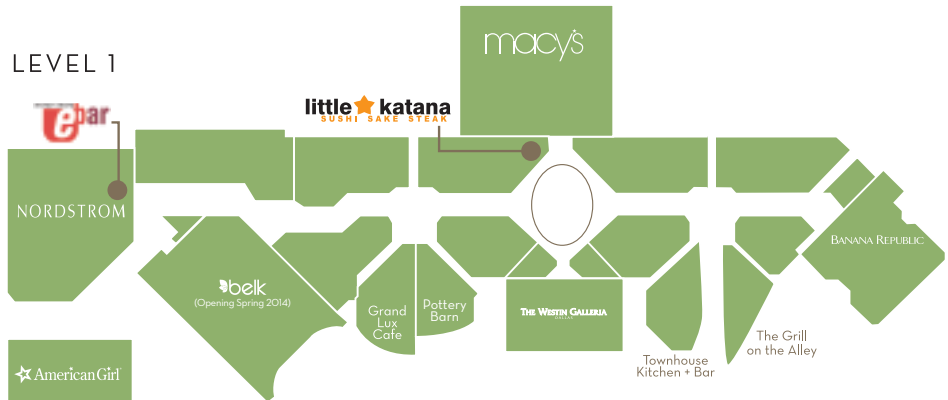 LEVEL 1
macy's
ebar
little katana
SUSHI SAKE STEAK
NORDSTROM
BANANA REPUBLIC
belk
(Opening Spring 2014)
Grand
Lux
Cafe
Pottery
Barn
THE WESTIN GALLERIA
DALLAS
The Grill
on the Alley
Townhouse
Kitchen + Bar
American Girl